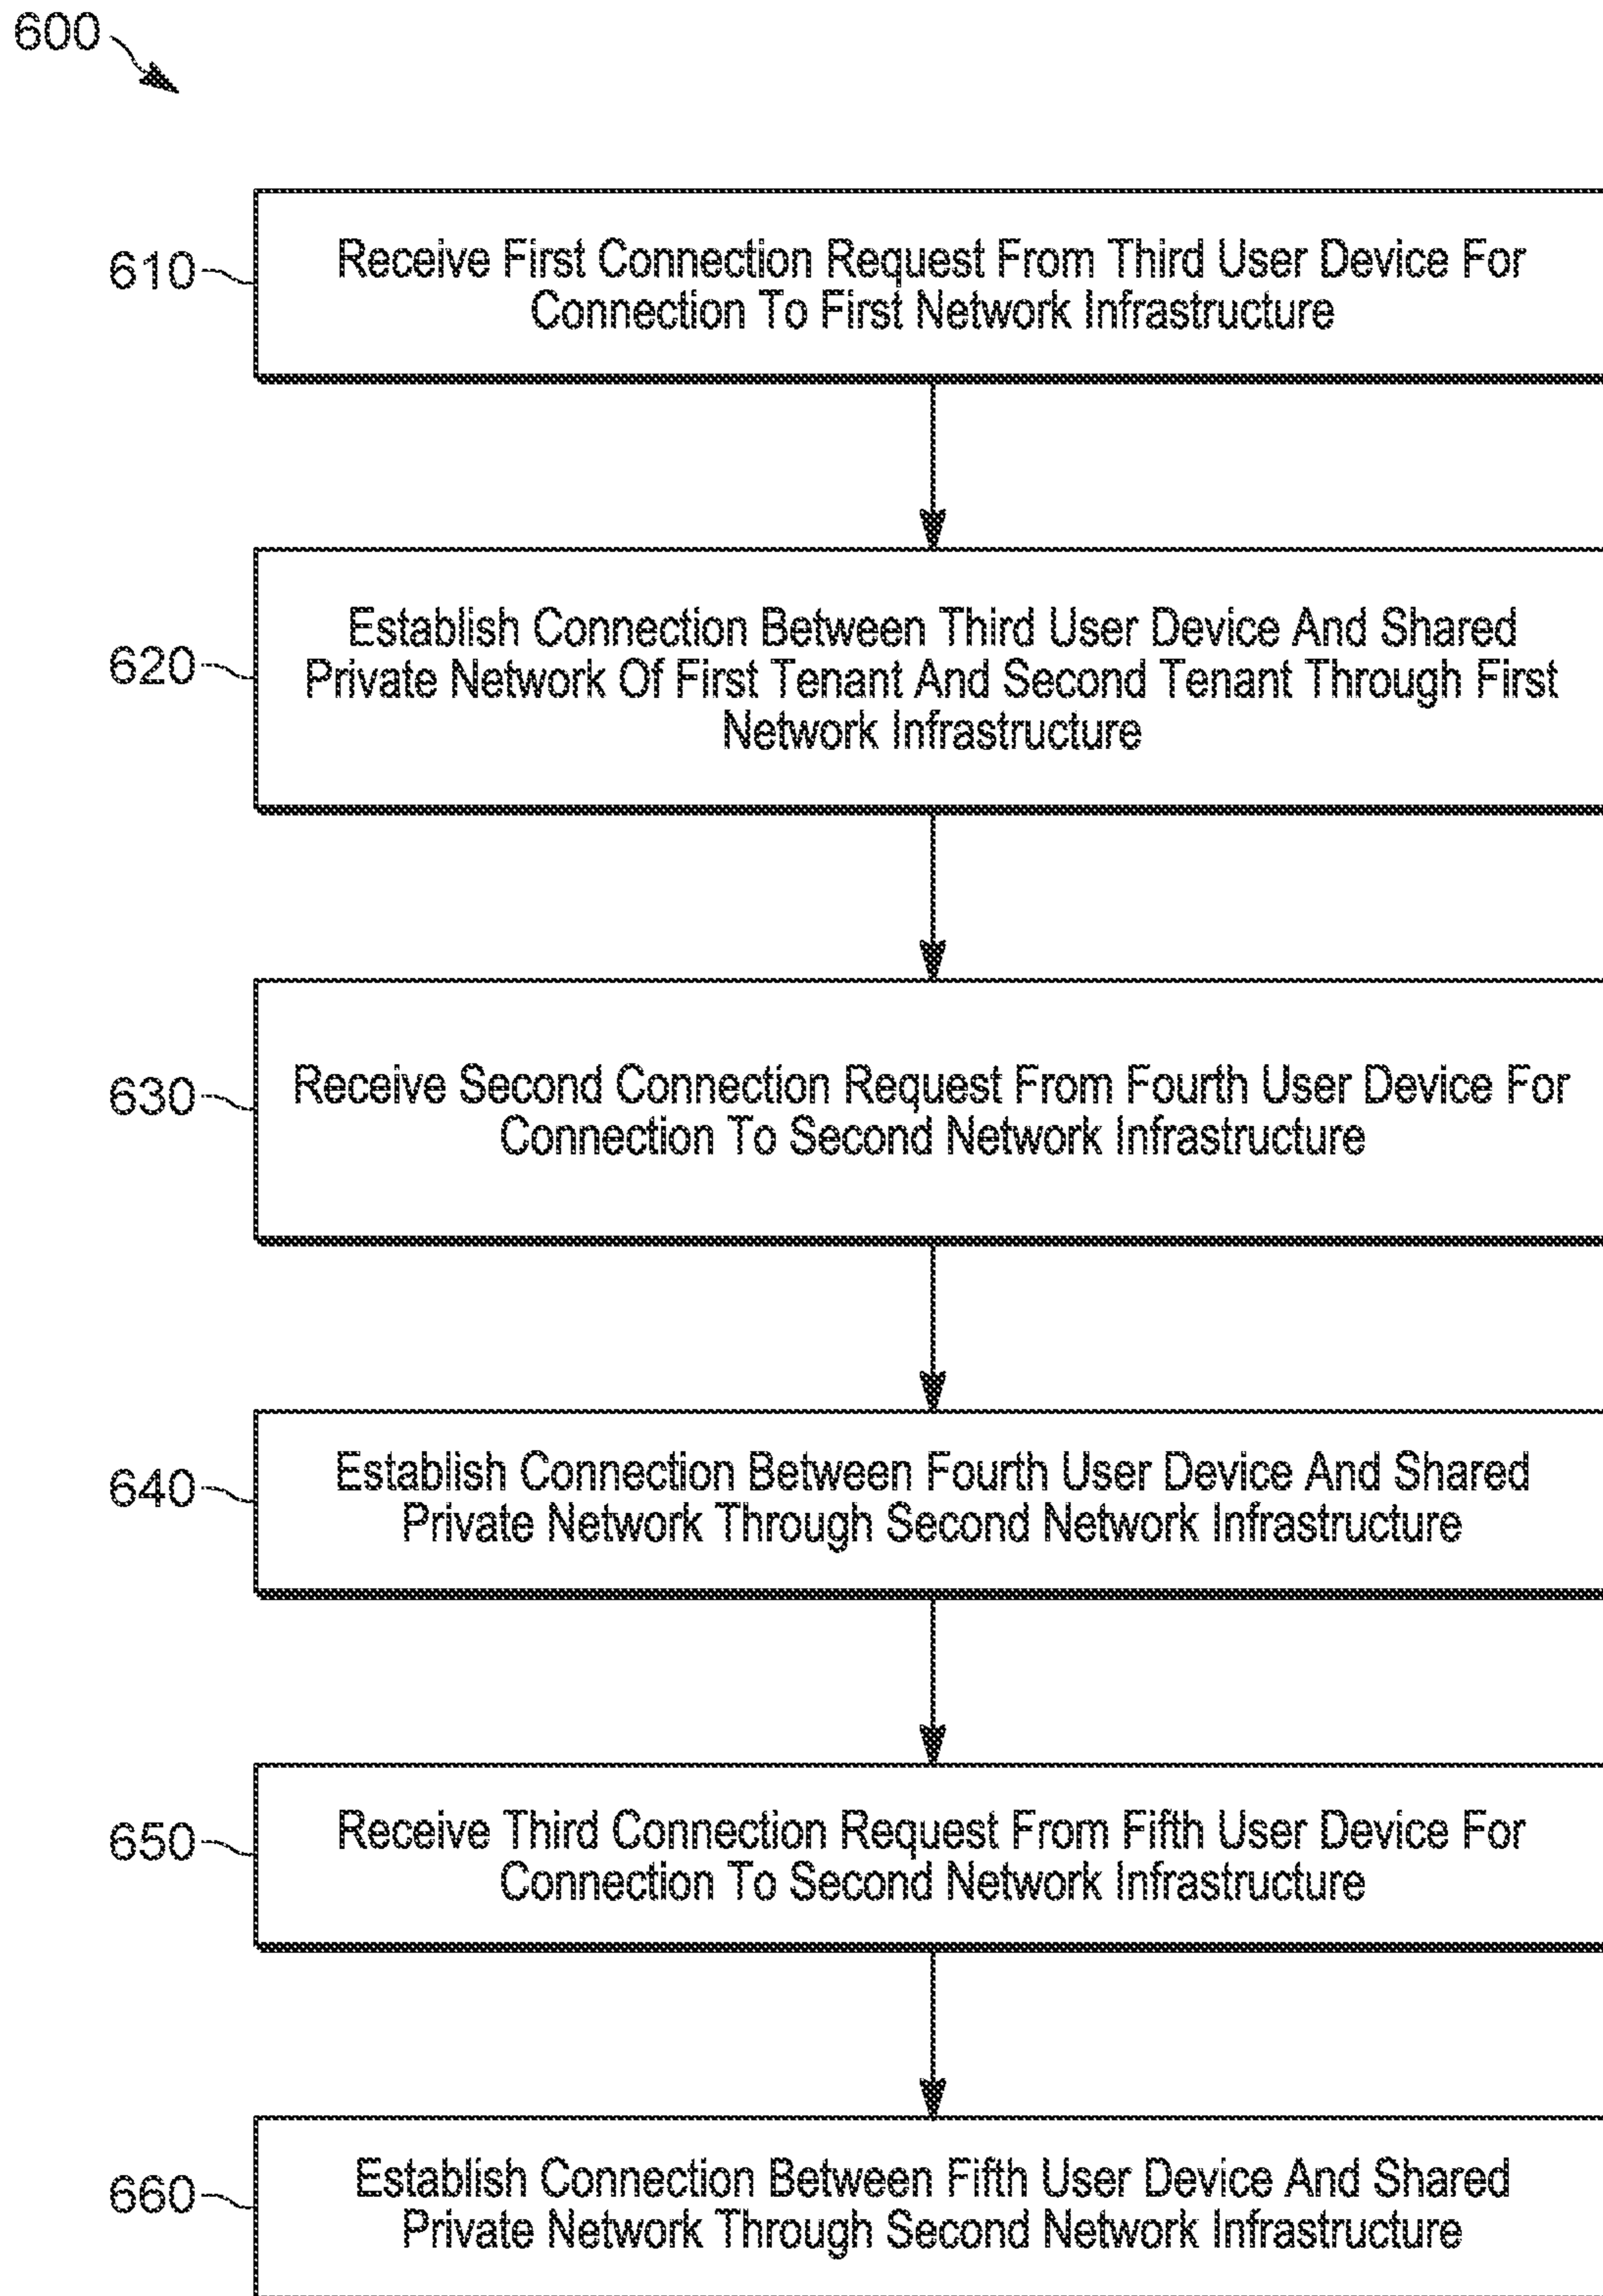 600
610
Receive First Connection Request From Third User Device For
Connection To First Network Infrastructure
620
Establish Connection Between Third User Device And Shared
Private Network Of First Tenant And Second Tenant Through First
Network Infrastructure
630
Receive Second Connection Request From Fourth User Device For
Connection To Second Network Infrastructure
640
Establish Connection Between Fourth User Device And Shared
Private Network Through Second Network Infrastructure
650
Receive Third Connection Request From Fifth User Device For
Connection To Second Network Infrastructure
660
Establish Connection Between Fifth User Device And Shared
Private Network Through Second Network Infrastructure